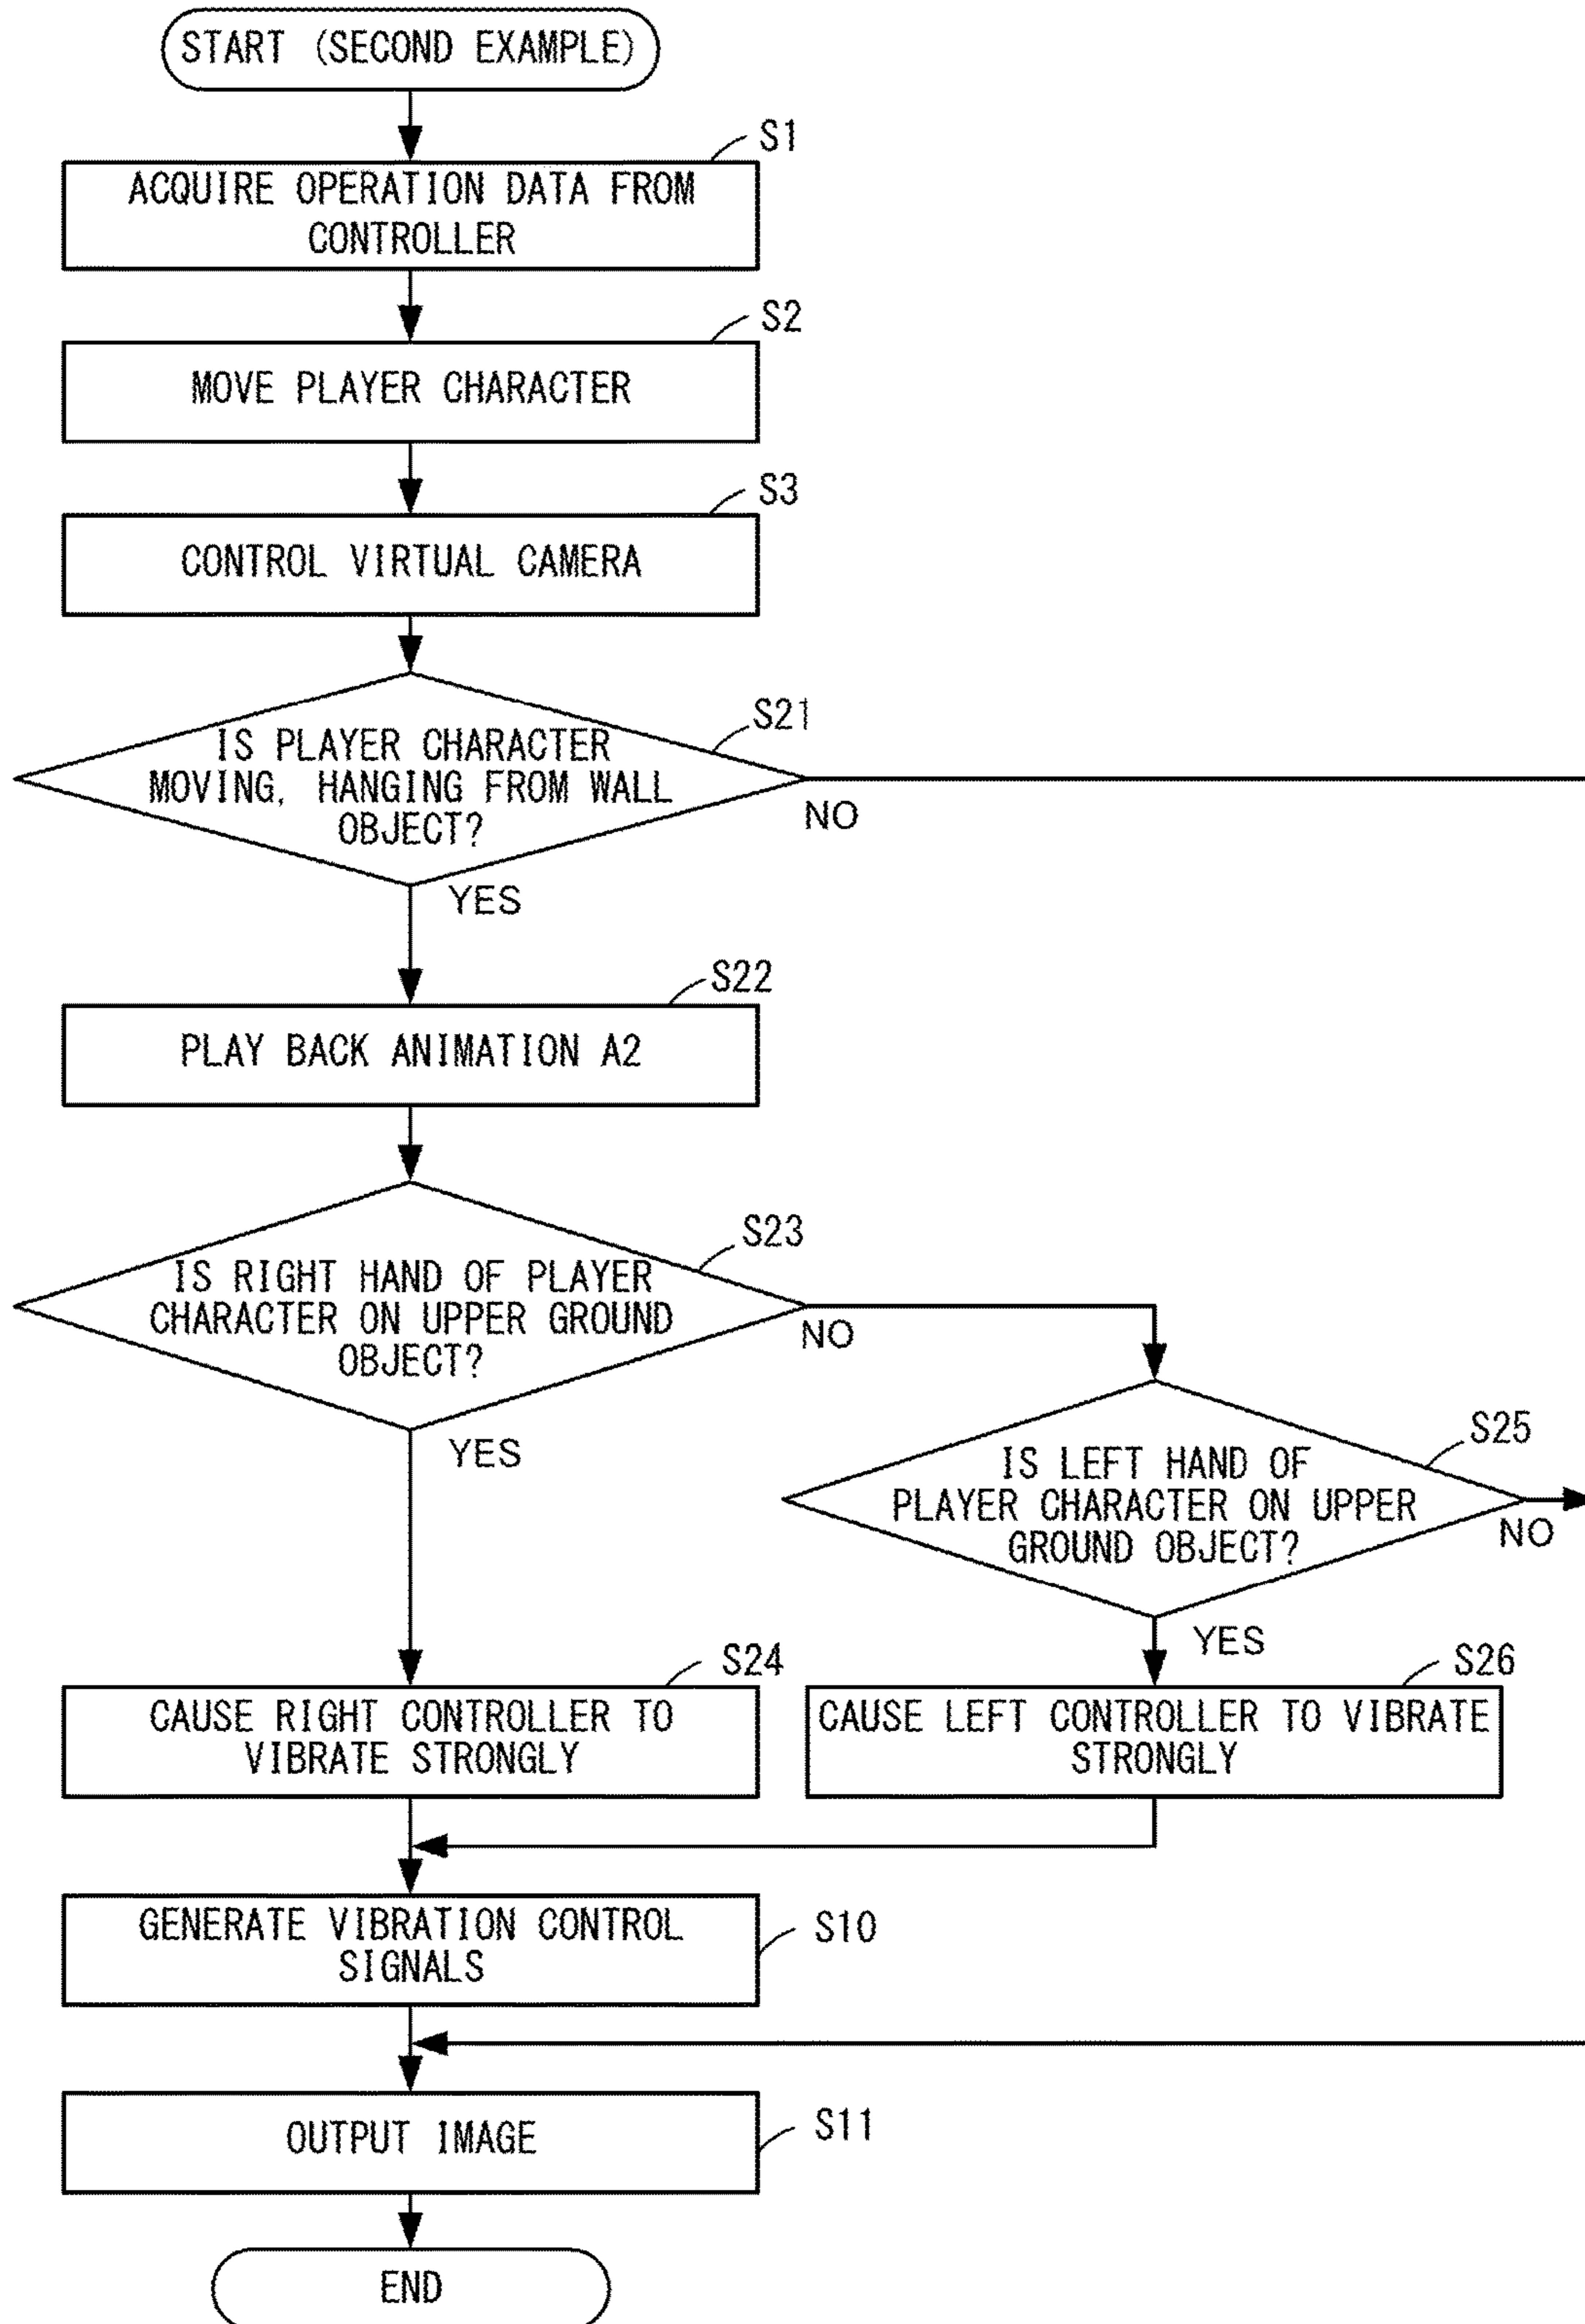 START (SECOND EXAMPLE)
S1
ACQUIRE OPERATION DATA FROM
CONTROLLER
S2
MOVE PLAYER CHARACTER
S3
CONTROL VIRTUAL CAMERA
S21
IS PLAYER CHARACTER
MOVING, HANGING FROM WALL
OBJECT?
NO
YES
S22
PLAY BACK ANIMATION A2
S23
IS RIGHT HAND OF PLAYER
CHARACTER ON UPPER GROUND
OBJECT?
NO
YES
S25
IS LEFT HAND OF
PLAYER CHARACTER ON UPPER
GROUND OBJECT?
NO
YES
S24
CAUSE RIGHT CONTROLLER TO
VIBRATE STRONGLY
S26
CAUSE LEFT CONTROLLER TO VIBRATE
STRONGLY
GENERATE VIBRATION CONTROL
SIGNALS
S10
OUTPUT IMAGE
S11
END